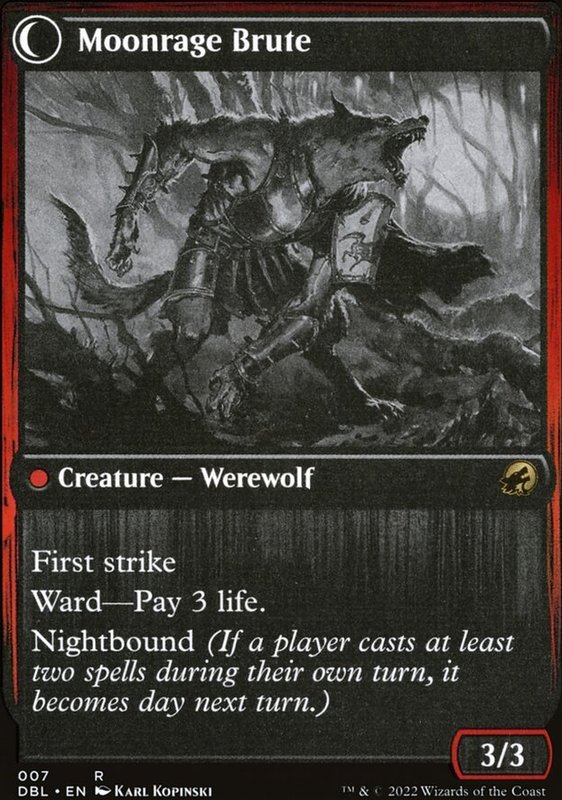 Moonrage Brute
Creature — Werewolf
First strike
Ward—Pay 3 life.
Nightbound (If a player casts at least
two spells during their own turn, it
becomes day next turn.)
3/3
007 R
DBL • EN Karl Kopinski
™ & © 2022 Wizards of the Coast